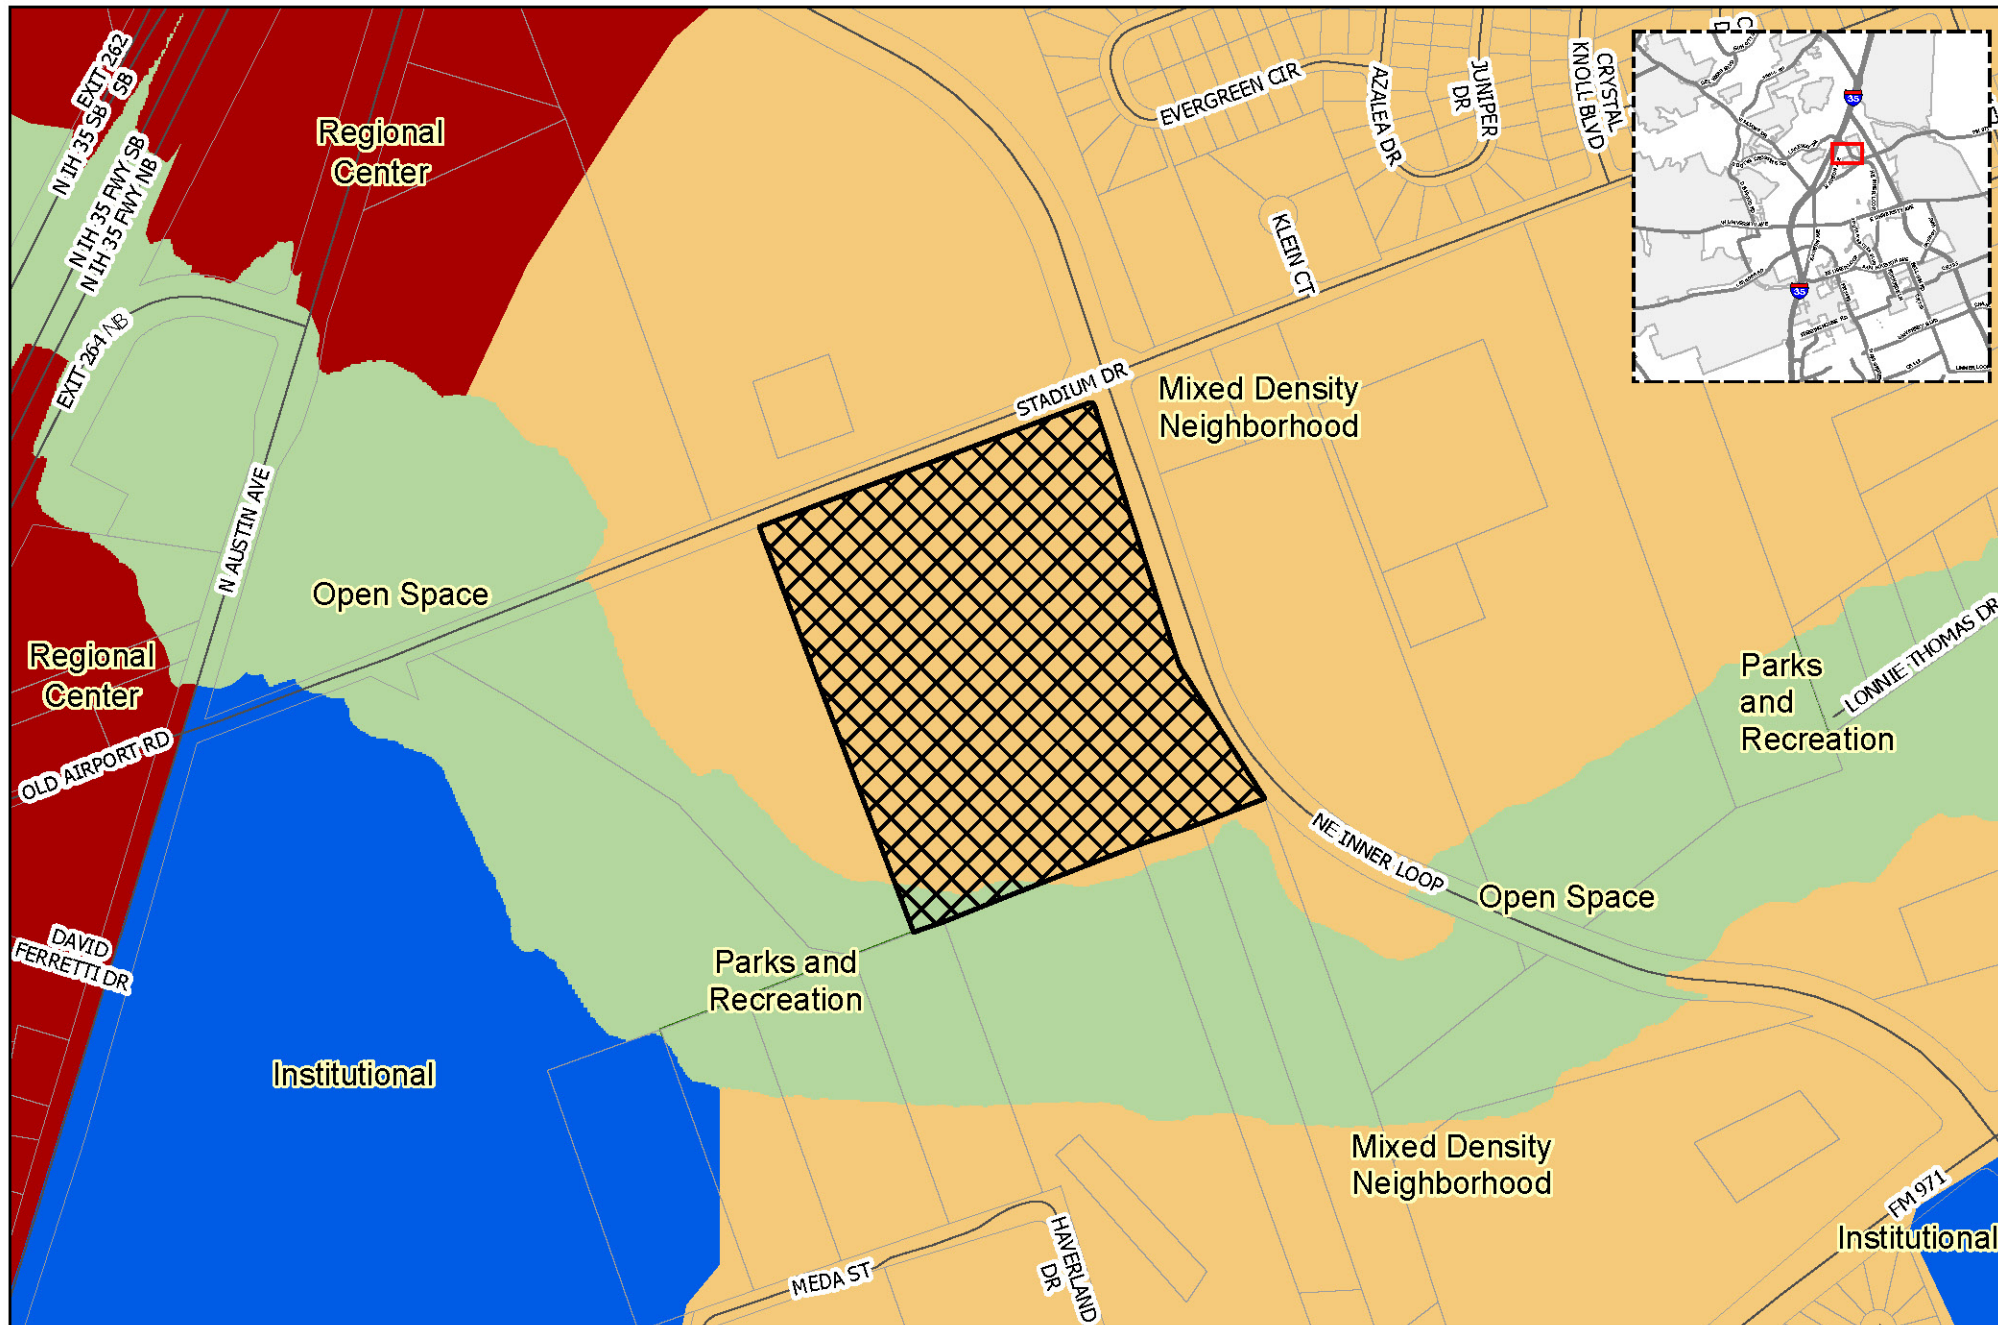 EXIT 262
N IH 35 SB SB
N IH 35 FWY SB
N IH 35 FWY NB
EXIT 264 NB
Regional
Center
EVERGREEN CIR
AZALEA DR
JUNIPER
DR
CRYSTAL
KNOLL BLVD
KLEIN CT
35
35
STADIUM DR
Mixed Density
Neighborhood
N AUSTIN AVE
Open Space
Regional
Center
OLD AIRPORT RD
LONNIE THOMAS DR
Parks
and
Recreation
NE INNER LOOP
Open Space
DAVID
FERRETTI DR
Parks and
Recreation
Institutional
Mixed Density
Neighborhood
FM 971
Institutional
MEDA ST
HAVERLAND
DR